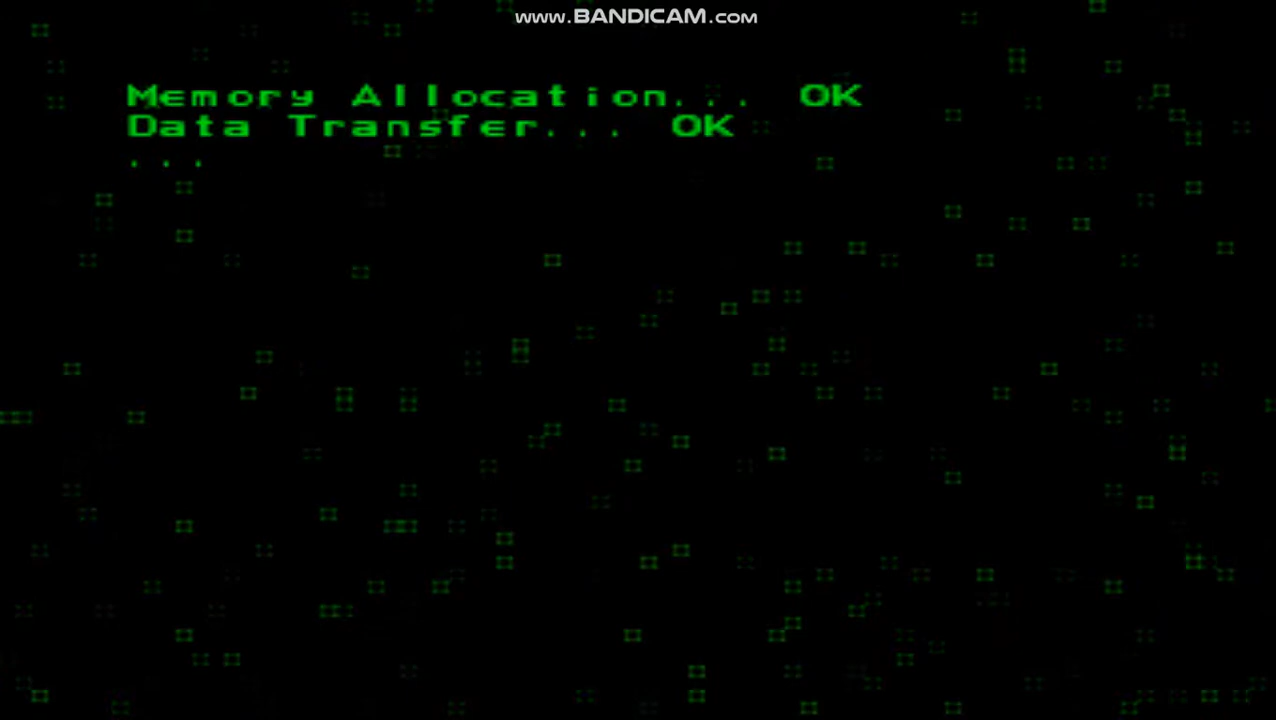 www.BANDICAM.com
Memory Allocation... OK
Data Transfer... OK
...